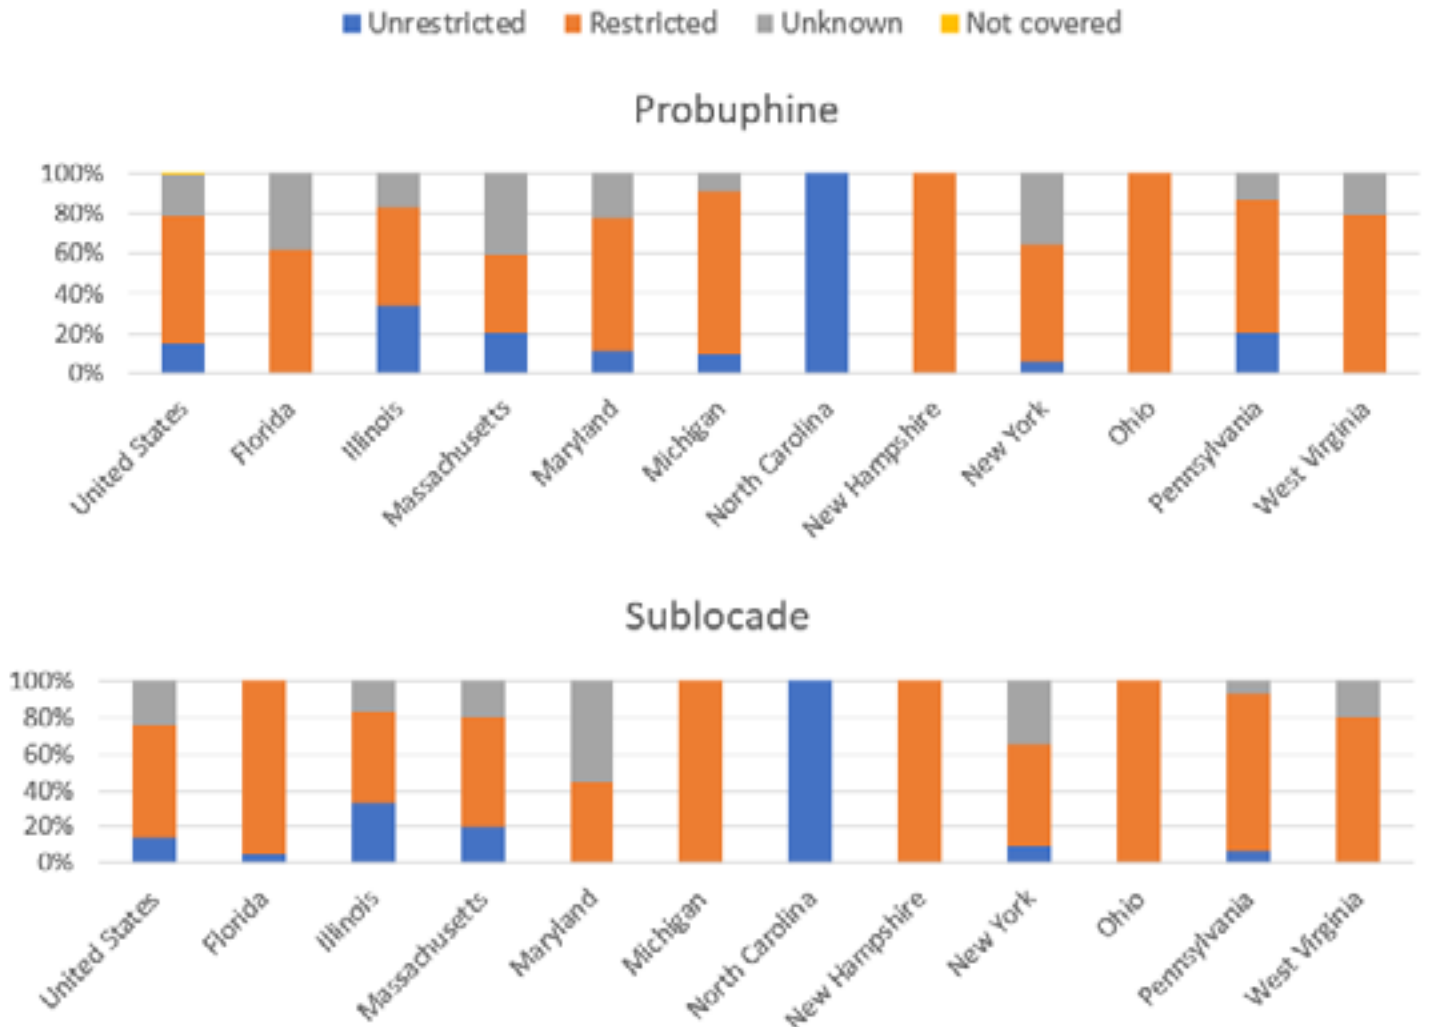 Unrestricted Restricted Unknown Not covered
Probuphine
100%
80%
60%
40%
20%
0%
United States Florida Illinois Massachusetts Maryland Michigan North Carolina New Hampshire New York Ohio Pennsylvania West Virginia
Sublocade
100%
80%
60%
40%
20%
0%
United States Florida Illinois Massachusetts Maryland Michigan North Carolina New Hampshire New York Ohio Pennsylvania West Virginia